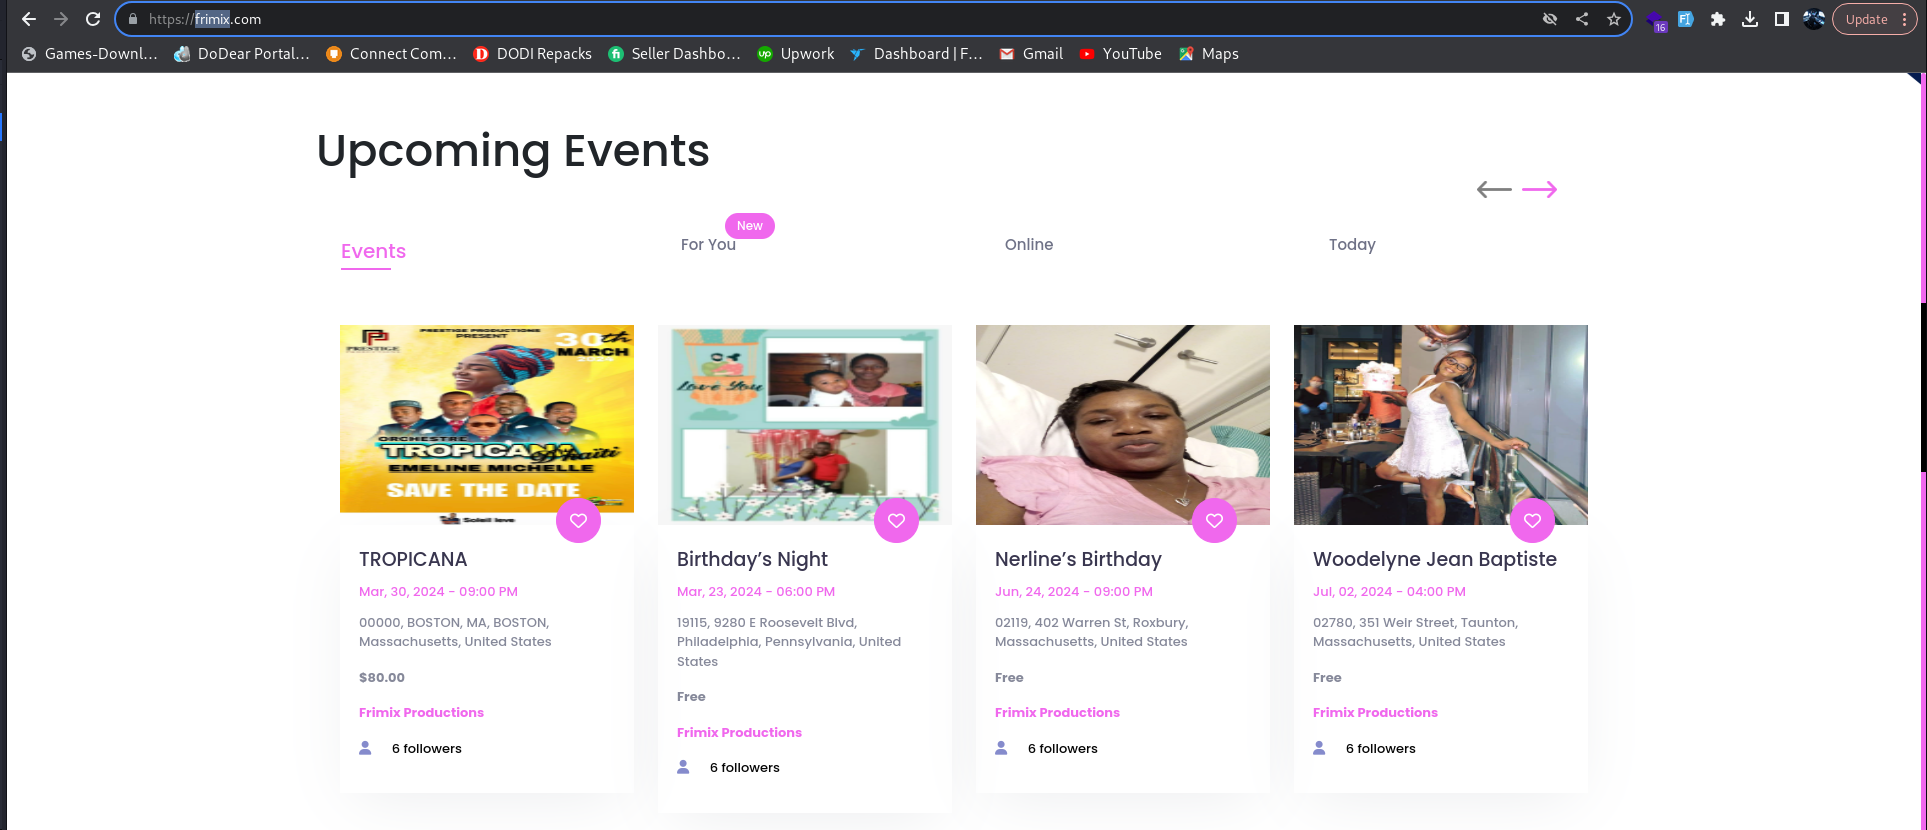 https://frimix.com
Update
16
Games-Downl...
DoDear Portal...
Connect Com...
DODI Repacks
Seller Dashbo...
Upwork
Dashboard | F...
Gmail
YouTube
Maps
Upcoming Events
Events
For You
New
Online
Today
PRESTIGE
PRESTIGE PRODUCTIONS
PRESENT
30th
MARCH
ORCHESTRE
TROPICANA
D'haiti
EMELINE MICHELLE
SAVE THE DATE
Soleil leve
TROPICANA
Mar, 30, 2024 - 09:00 PM
00000, BOSTON, MA, BOSTON,
Massachusetts, United States
$80.00
Frimix Productions
6 followers
Love You
Birthday’s Night
Mar, 23, 2024 - 06:00 PM
19115, 9280 E Roosevelt Blvd,
Philadelphia, Pennsylvania, United
States
Free
Frimix Productions
6 followers
Nerline’s Birthday
Jun, 24, 2024 - 09:00 PM
02119, 402 Warren St, Roxbury,
Massachusetts, United States
Free
Frimix Productions
6 followers
Woodelyne Jean Baptiste
Jul, 02, 2024 - 04:00 PM
02780, 351 Weir Street, Taunton,
Massachusetts, United States
Free
Frimix Productions
6 followers